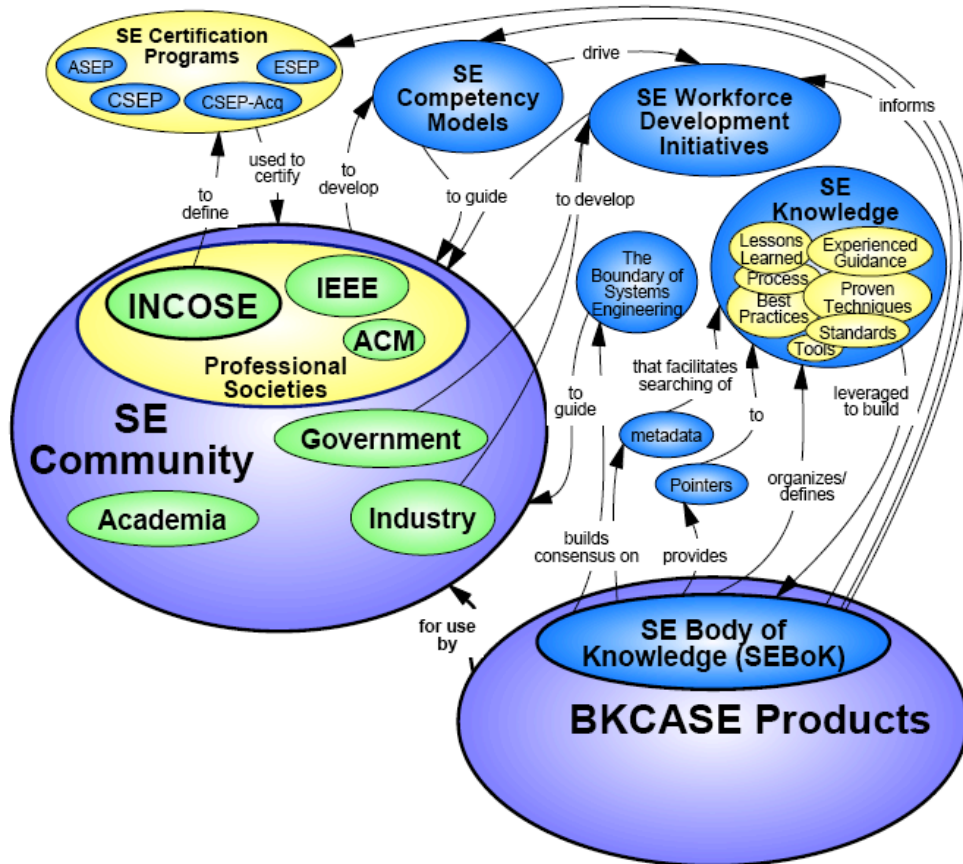 SE Certification
Programs
ASEP
ESEP
CSEP
CSEP-Acq
SE
Competency
Models
drive
SE Workforce
Development
Initiatives
informs
used to
certify
to
define
to
develop
to guide
to develop
SE
Knowledge
Lessons
Learned
Experienced
Guidance
Process
Best
Practices
Proven
Techniques
Standards
Tools
The
Boundary of
Systems
Engineering
INCOSE
IEEE
ACM
Professional
Societies
SE
Community
Government
Academia
Industry
to
guide
that facilitates
searching of
metadata
to
leveraged
to build
Pointers
organizes/
defines
builds
consensus on
provides
for use
by
SE Body of
Knowledge (SEBoK)
BKCASE Products